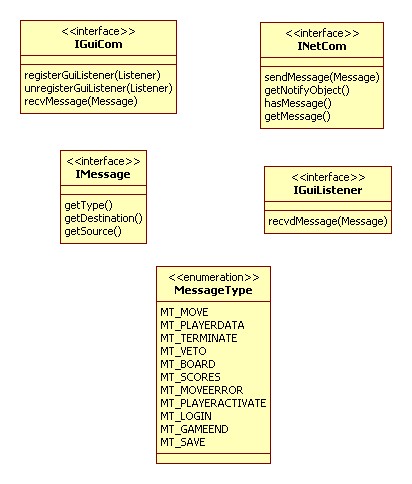 <<interface>>
IGuiCom
registerGuiListener(Listener)
unregisterGuiListener(Listener)
recvMessage(Message)
<<interface>>
INetCom
sendMessage(Message)
getNotifyObject()
hasMessage()
getMessage()
<<interface>>
IMessage
getType()
getDestination()
getSource()
<<interface>>
IGuiListener
recvdMessage(Message)
<<enumeration>>
MessageType
MT_MOVE
MT_PLAYERDATA
MT_TERMINATE
MT_VETO
MT_BOARD
MT_SCORES
MT_MOVEERROR
MT_PLAYERACTIVATE
MT_LOGIN
MT_GAMEEND
MT_SAVE